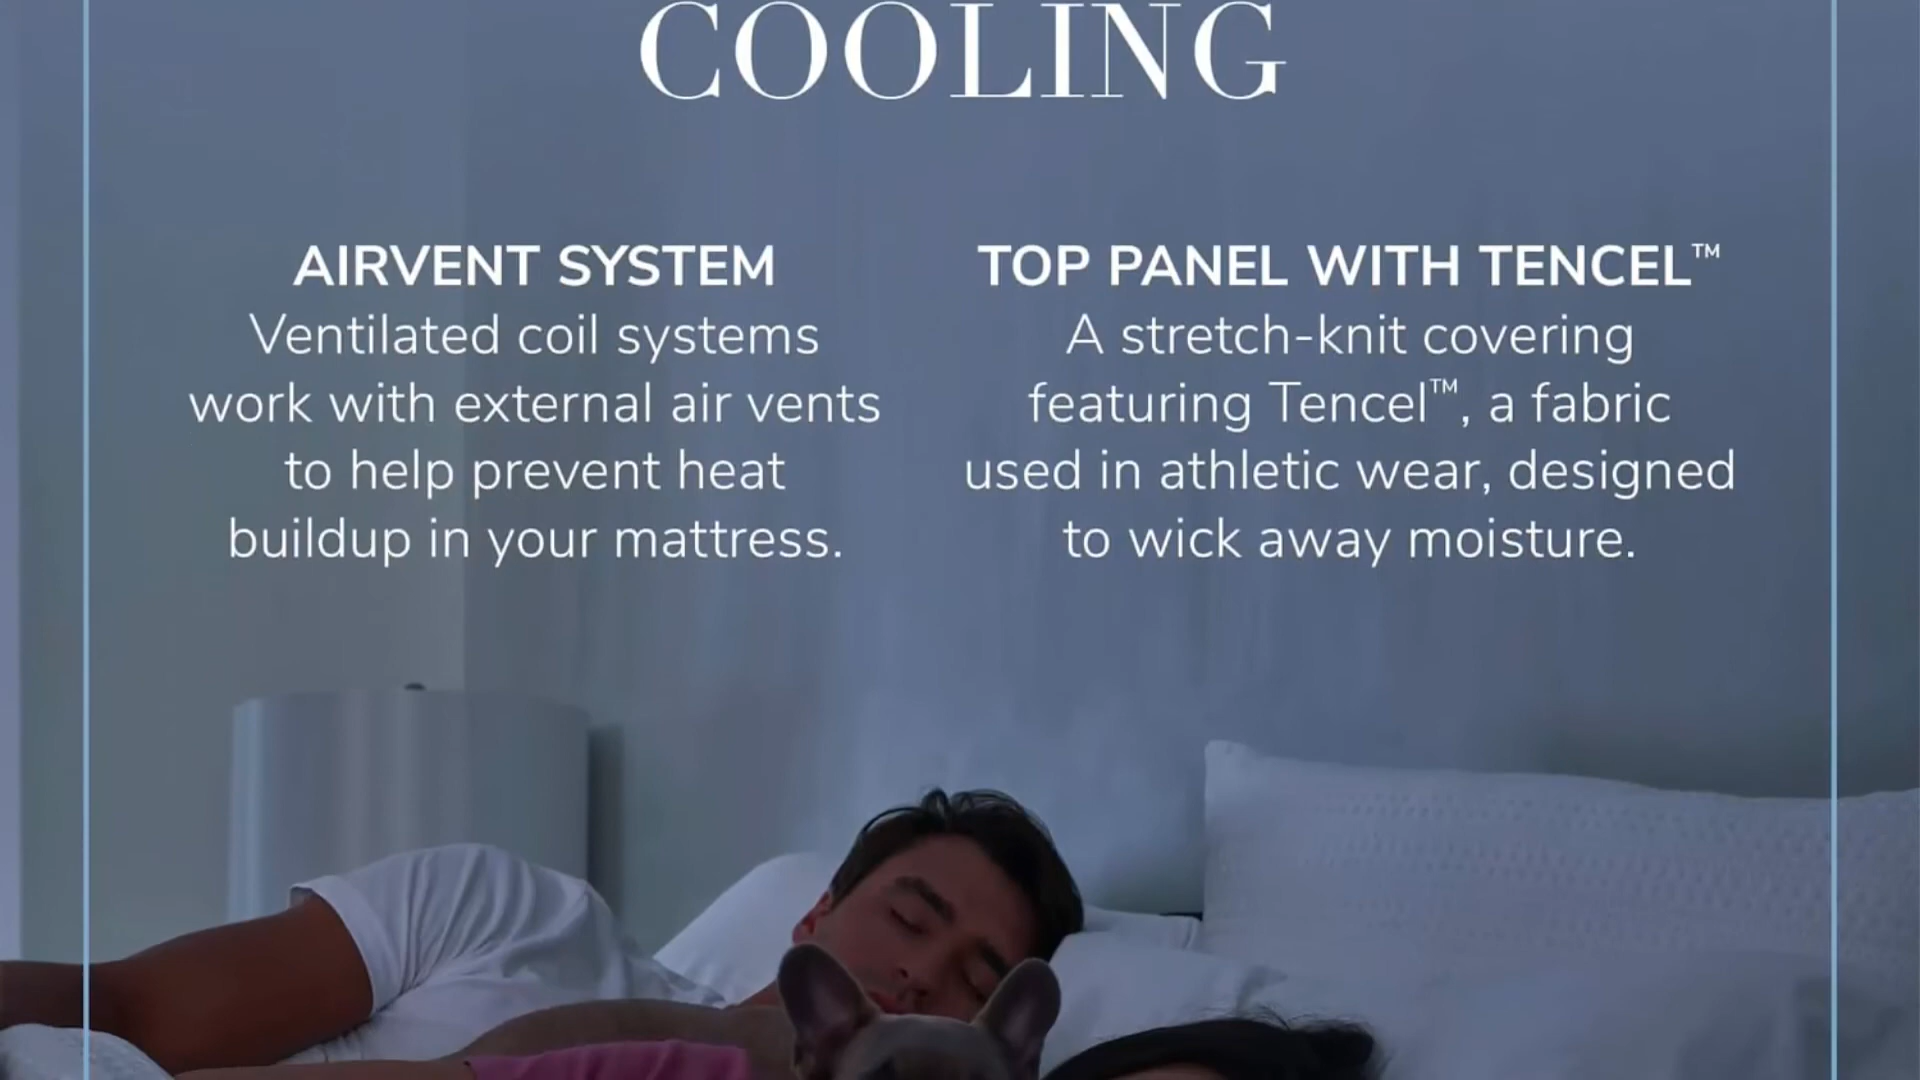 COOLING
AIRVENT SYSTEM
Ventilated coil systems
work with external air vents
to help prevent heat
buildup in your mattress.
TOP PANEL WITH TENCEL™
A stretch-knit covering
featuring Tencel™, a fabric
used in athletic wear, designed
to wick away moisture.